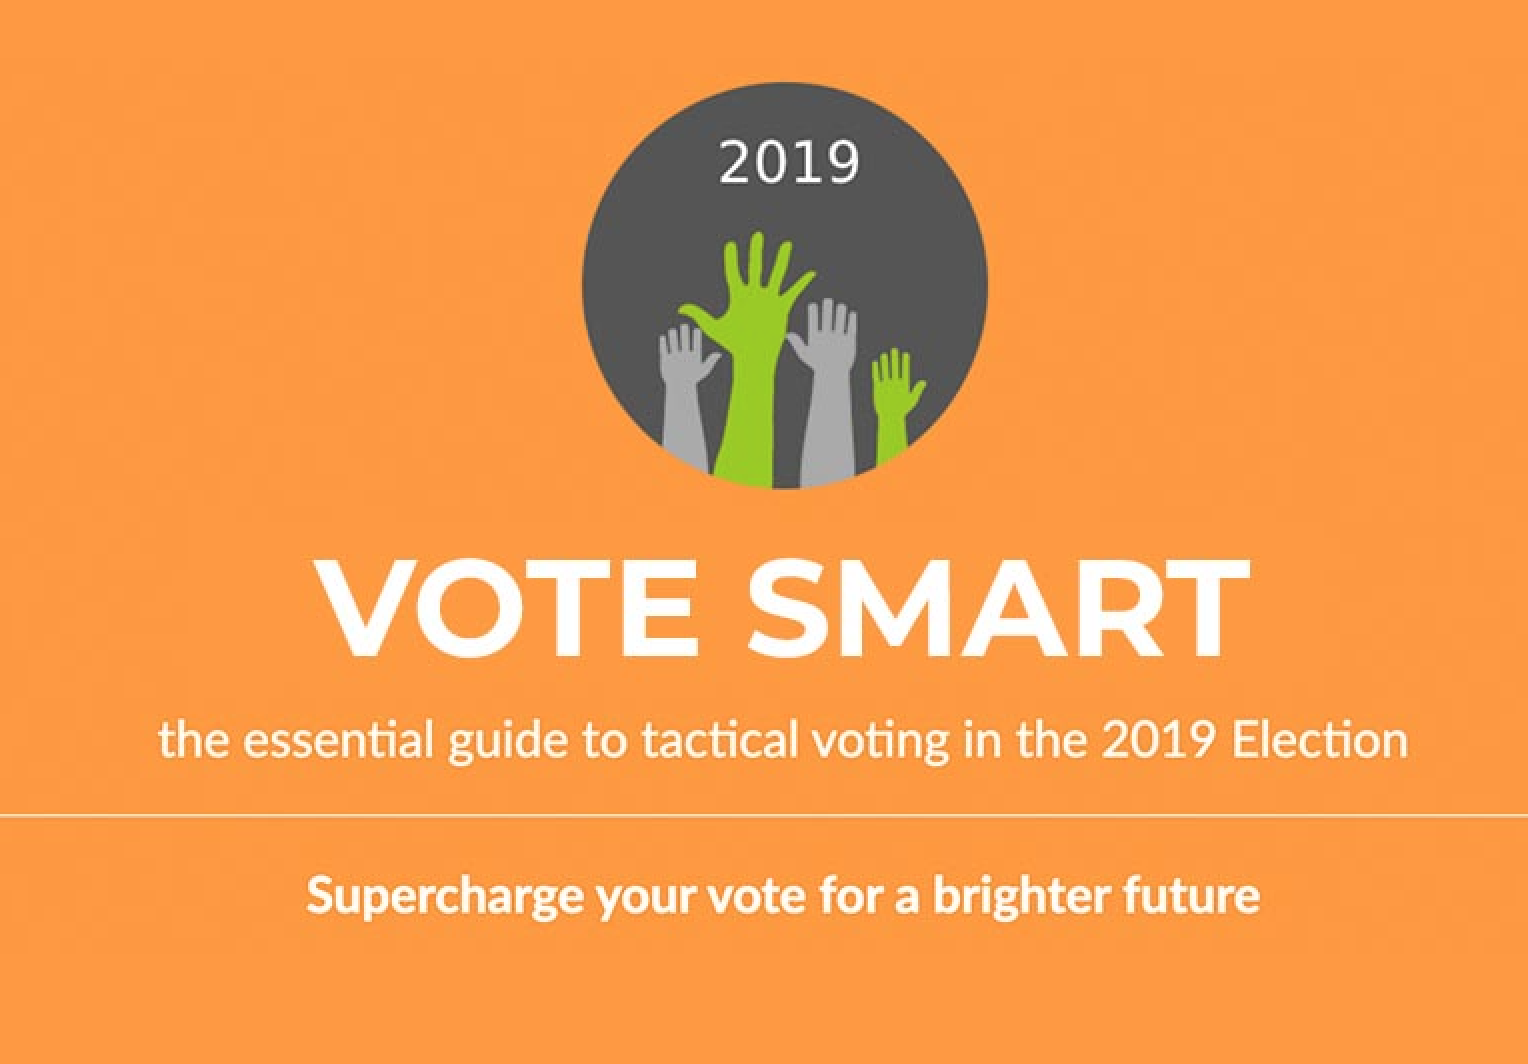 2019
VOTE SMART
the essential guide to tactical voting in the 2019 Election
Supercharge your vote for a brighter future